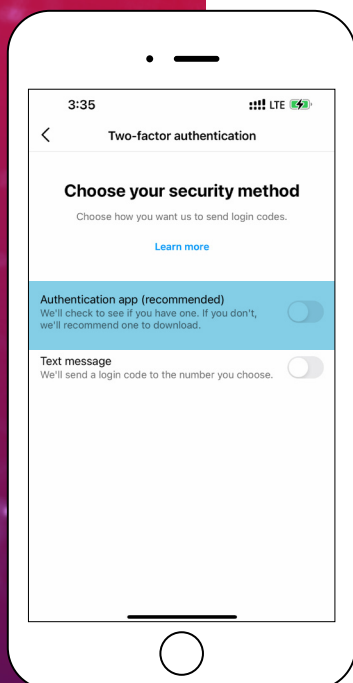 3:35 LTE
Two-factor authentication
Choose your security method
Choose how you want us to send login codes.
Learn more
Authentication app (recommended)
We'll check to see if you have one. If you don't,
we'll recommend one to download.
Text message
We'll send a login code to the number you choose.